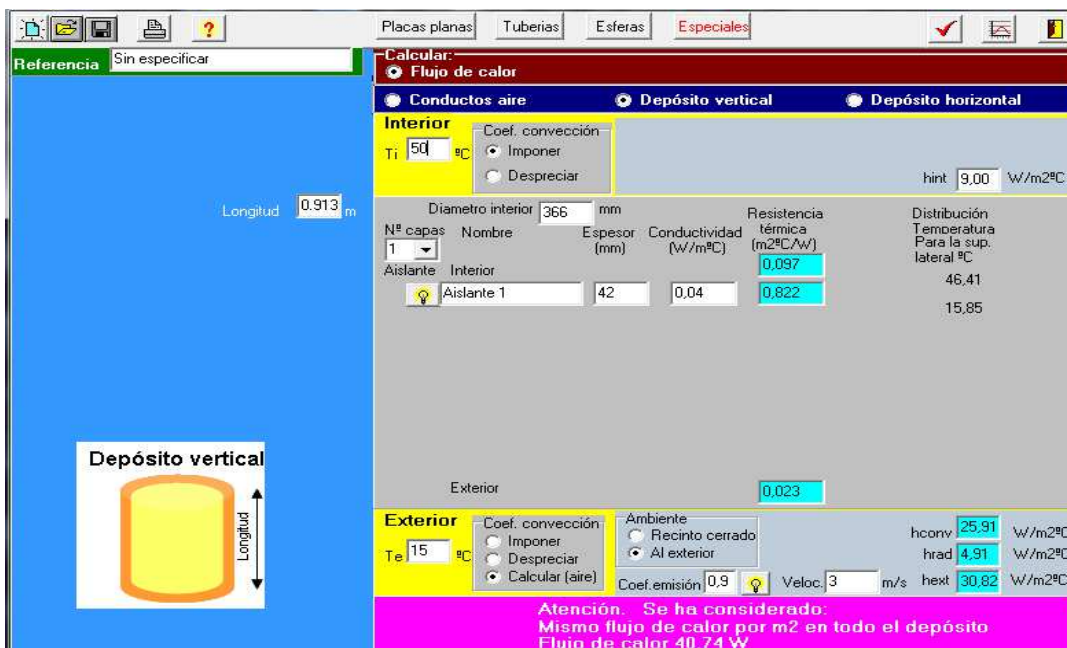 ?
Placas planas Tuberias Esferas Especiales
Referencia Sin especificar
Calcular:
Flujo de calor
Conductos aire Depósito vertical Depósito horizontal
Interior
Ti 50 ºC
Coef. convección
Imponer
Despreciar
hint 9,00 W/m2ºC
Longitud 0.913 m
Diametro interior 366 mm
Nº capas Nombre Espesor (mm) Conductividad (W/mºC) Resistencia térmica (m2ºC/W) Distribución Temperatura Para la sup. lateral ºC
1
Aislante Interior 0,097 46,41
Aislante 1 42 0,04 0,822 15,85
Depósito vertical
Longitud
Exterior 0,023
Exterior
Te 15 ºC
Coef. convección
Imponer
Despreciar
Calcular (aire)
Ambiente
Recinto cerrado
Al exterior
Coef.emisión 0,9 Veloc. 3 m/s
hconv 25,91 W/m2ºC
hrad 4,91 W/m2ºC
hext 30,82 W/m2ºC
Atención. Se ha considerado:
Mismo flujo de calor por m2 en todo el depósito
Flujo de calor 40,74 W